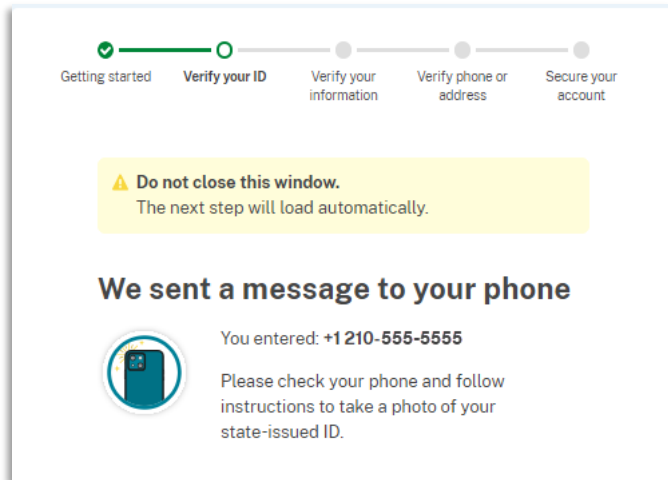 Getting started
Verify your ID
Verify your
information
Verify phone or
address
Secure your
account
Do not close this window.
The next step will load automatically.
We sent a message to your phone
You entered: +1 210-555-5555
Please check your phone and follow
instructions to take a photo of your
state-issued ID.